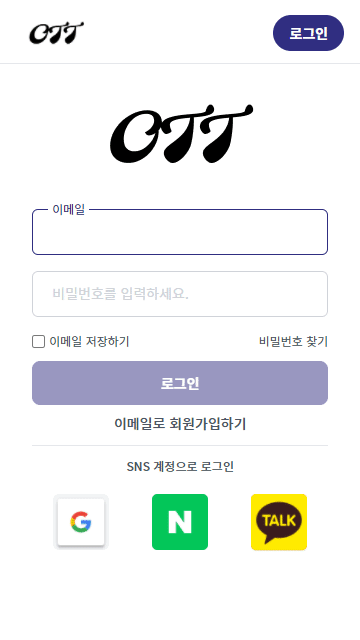 OTT
로그인
OTT
이메일
비밀번호를 입력하세요.
이메일 저장하기 비밀번호 찾기
로그인
이메일로 회원가입하기
SNS 계정으로 로그인
G N TALK